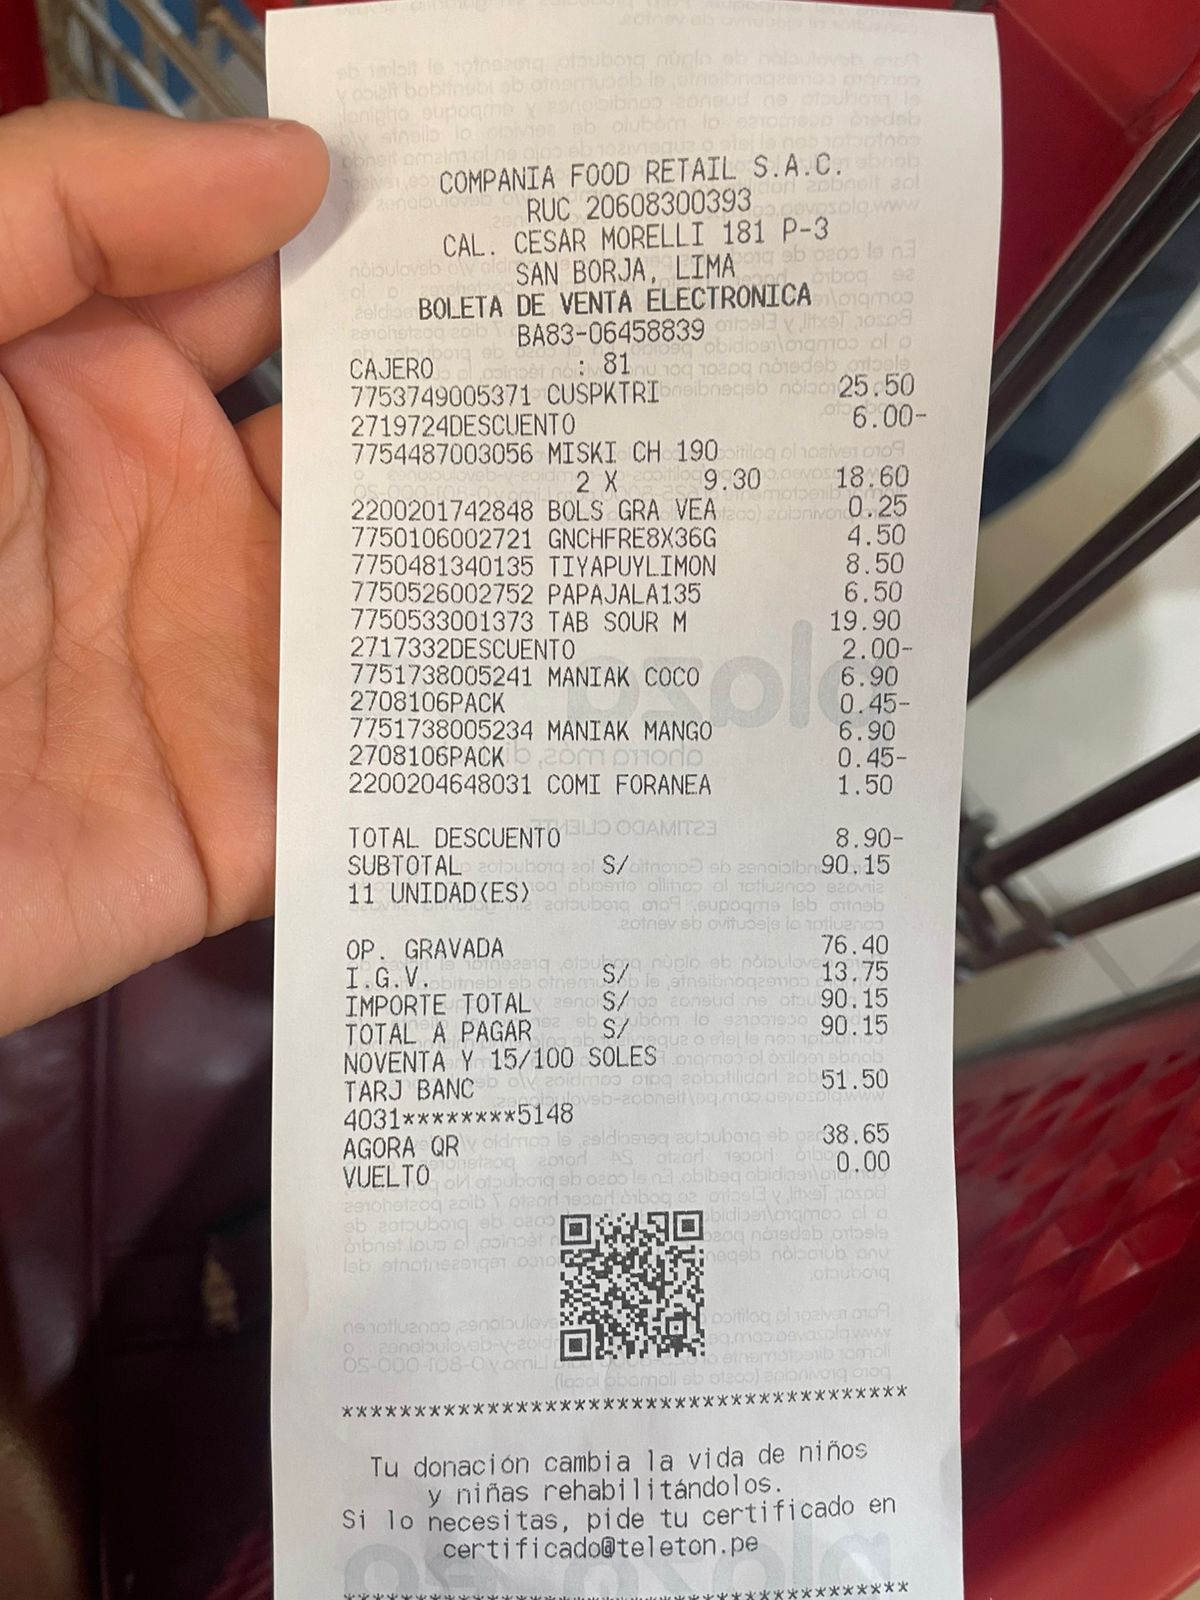 COMPANIA FOOD RETAIL S.A.C.
RUC 20608300393
CAL. CESAR MORELLI 181 P-3
SAN BORJA, LIMA
BOLETA DE VENTA ELECTRONICA
BA83-06458839
CAJERO : 81
7753749005371 CUSPKTRI 25.50
2719724DESCUENTO 6.00-
7754487003056 MISKI CH 190
2 X 9.30 18.60
2200201742848 BOLS GRA VEA 0.25
7750106002721 GNCHFRE8X36G 4.50
7750481340135 TIYAPUYLIMON 8.50
7750526002752 PAPAJALA135 6.50
7750533001373 TAB SOUR M 19.90
2717332DESCUENTO 2.00-
7751738005241 MANIAK COCO 6.90
2708106PACK 0.45-
7751738005234 MANIAK MANGO 6.90
2708106PACK 0.45-
2200204648031 COMI FORANEA 1.50
TOTAL DESCUENTO 8.90-
SUBTOTAL S/ 90.15
11 UNIDAD(ES)
OP. GRAVADA 76.40
I.G.V. S/ 13.75
IMPORTE TOTAL S/ 90.15
TOTAL A PAGAR S/ 90.15
NOVENTA Y 15/100 SOLES
TARJ BANC 51.50
4031********5148
AGORA QR 38.65
VUELTO 0.00
***************************************
Tu donación cambia la vida de niños
y niñas rehabilitándolos.
Si lo necesitas, pide tu certificado en
certificado@teleton.pe
***************************************